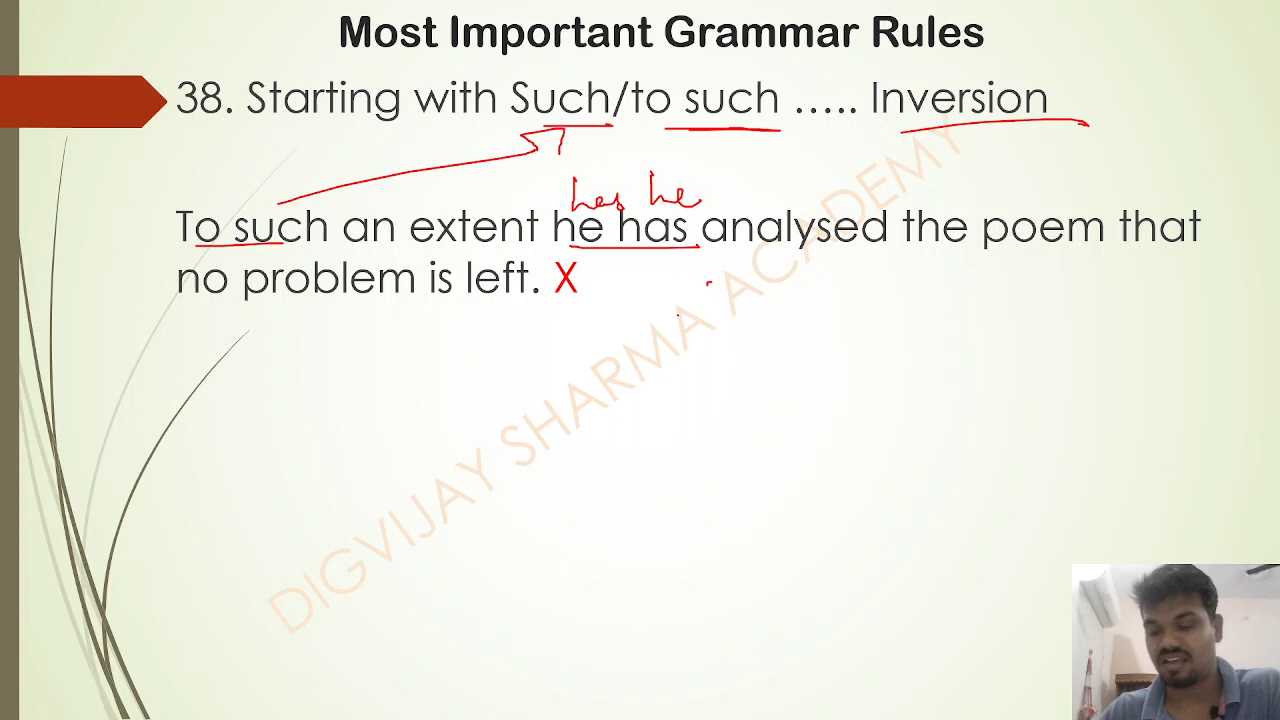 Most Important Grammar Rules
38. Starting with Such/to such ..... Inversion
has he
To such an extent he has analysed the poem that
no problem is left. X
DIGVIJAY SHARMA ACADEMY